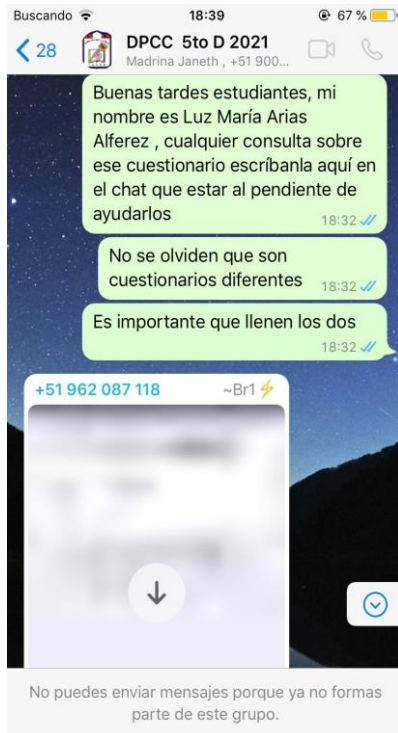 Buscando 18:39 67 %
28 DPCC 5to D 2021
Madrina Janeth , +51 900...
Buenas tardes estudiantes, mi
nombre es Luz María Arias
Alferez , cualquier consulta sobre
ese cuestionario escríbanla aquí en
el chat que estar al pendiente de
ayudarlos
18:32
No se olviden que son
cuestionarios diferentes 18:32
Es importante que llenen los dos
18:32
+51 962 087 118 ~Br1⚡
No puedes enviar mensajes porque ya no formas
parte de este grupo.